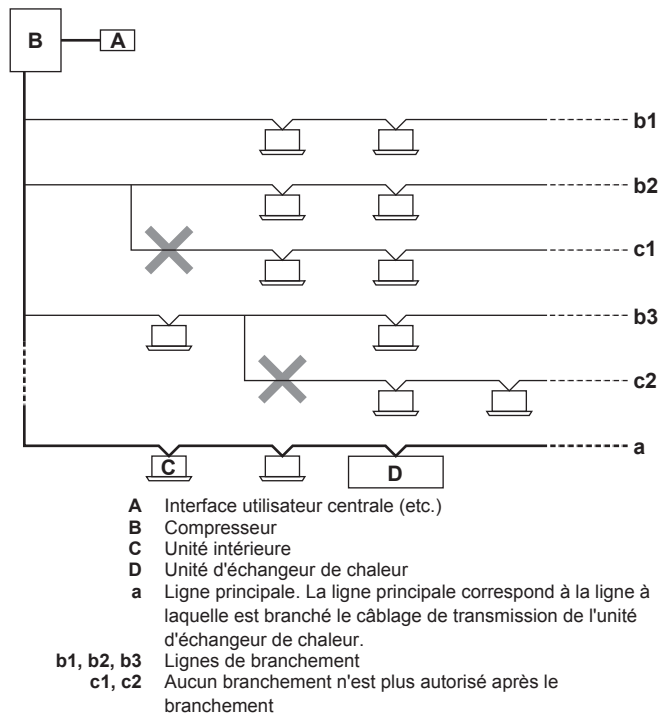 B A
b1
b2
c1
b3
c2
a
C D
A Interface utilisateur centrale (etc.)
B Compresseur
C Unité intérieure
D Unité d'échangeur de chaleur
a Ligne principale. La ligne principale correspond à la ligne à
laquelle est branché le câblage de transmission de l'unité
d'échangeur de chaleur.
b1, b2, b3 Lignes de branchement
c1, c2 Aucun branchement n'est plus autorisé après le
branchement